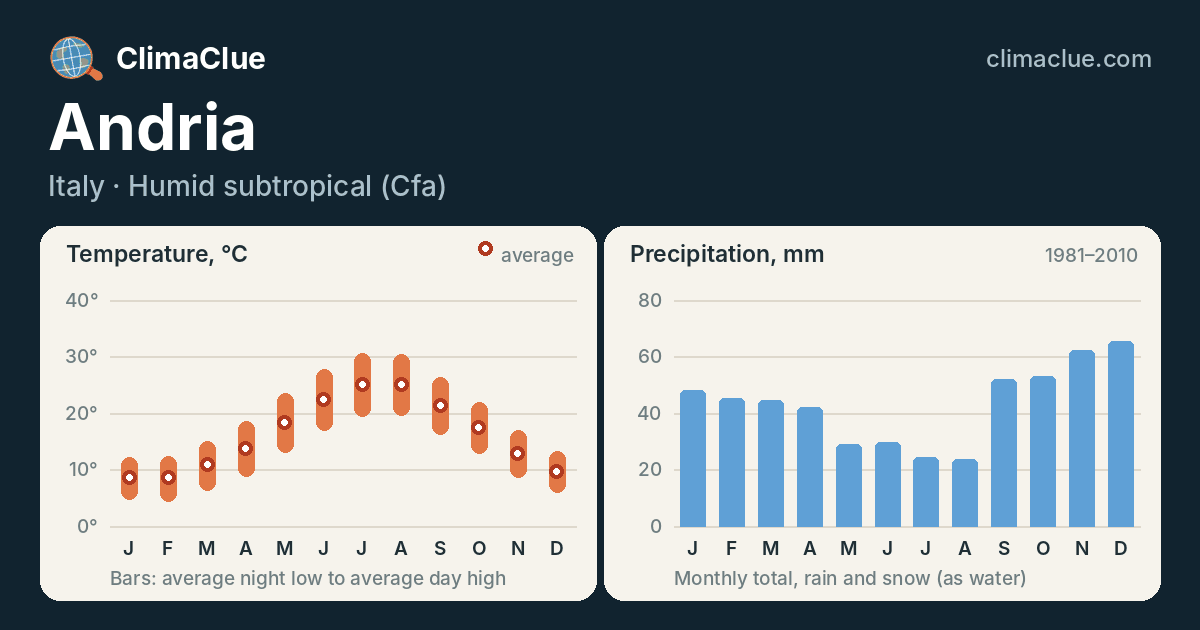 ClimaClue
climaclue.com
Andria
Italy · Humid subtropical (Cfa)
Temperature, °C
average
40°
30°
20°
10°
0°
J F M A M J J A S O N D
Bars: average night low to average day high
Precipitation, mm
1981–2010
80
60
40
20
0
J F M A M J J A S O N D
Monthly total, rain and snow (as water)